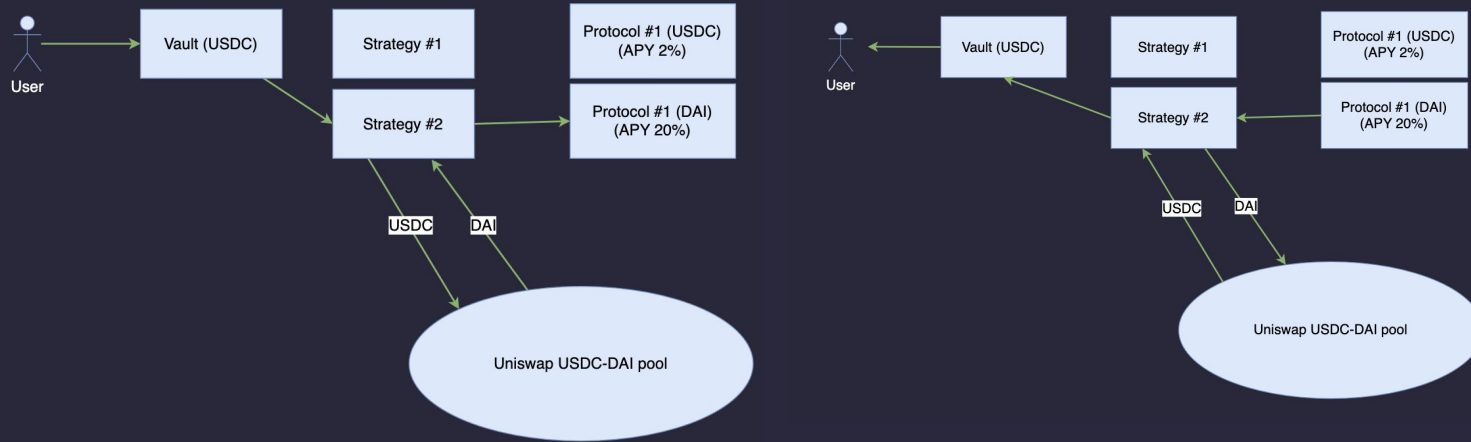 User
Vault (USDC)
Strategy #1
Protocol #1 (USDC)
(APY 2%)
Strategy #2
Protocol #1 (DAI)
(APY 20%)
USDC
DAI
Uniswap USDC-DAI pool
User
Vault (USDC)
Strategy #1
Protocol #1 (USDC)
(APY 2%)
Strategy #2
Protocol #1 (DAI)
(APY 20%)
USDC
DAI
Uniswap USDC-DAI pool